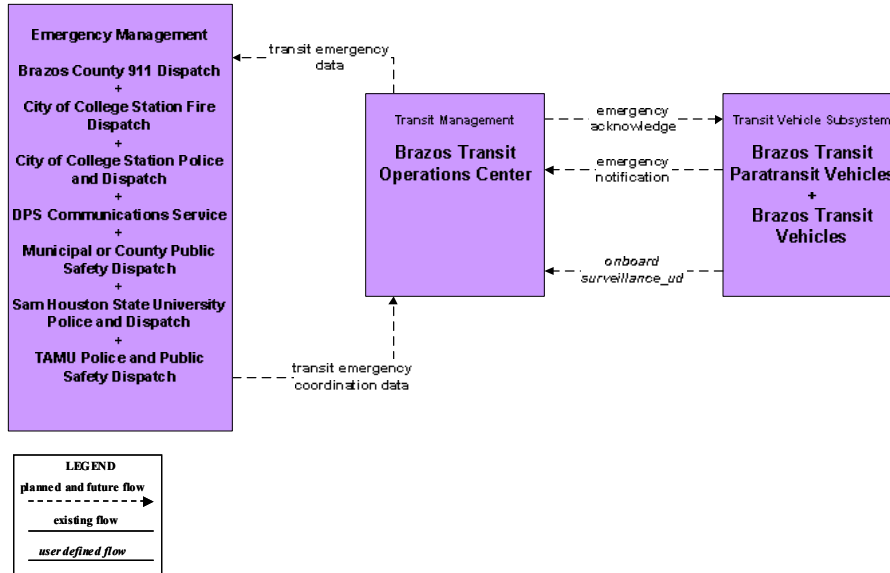 Emergency Management
Brazos County 911 Dispatch
+
City of College Station Fire
Dispatch
+
City of College Station Police
and Dispatch
+
DPS Communications Service
+
Municipal or County Public
Safety Dispatch
+
Sam Houston State University
Police and Dispatch
+
TAMU Police and Public
Safety Dispatch
transit emergency
data
transit emergency
coordination data
Transit Management
Brazos Transit
Operations Center
emergency
acknowledge
emergency
notification
onboard
surveillance_ud
Transit Vehicle Subsystem
Brazos Transit
Paratransit Vehicles
+
Brazos Transit
Vehicles
LEGEND
planned and future flow
existing flow
user defined flow